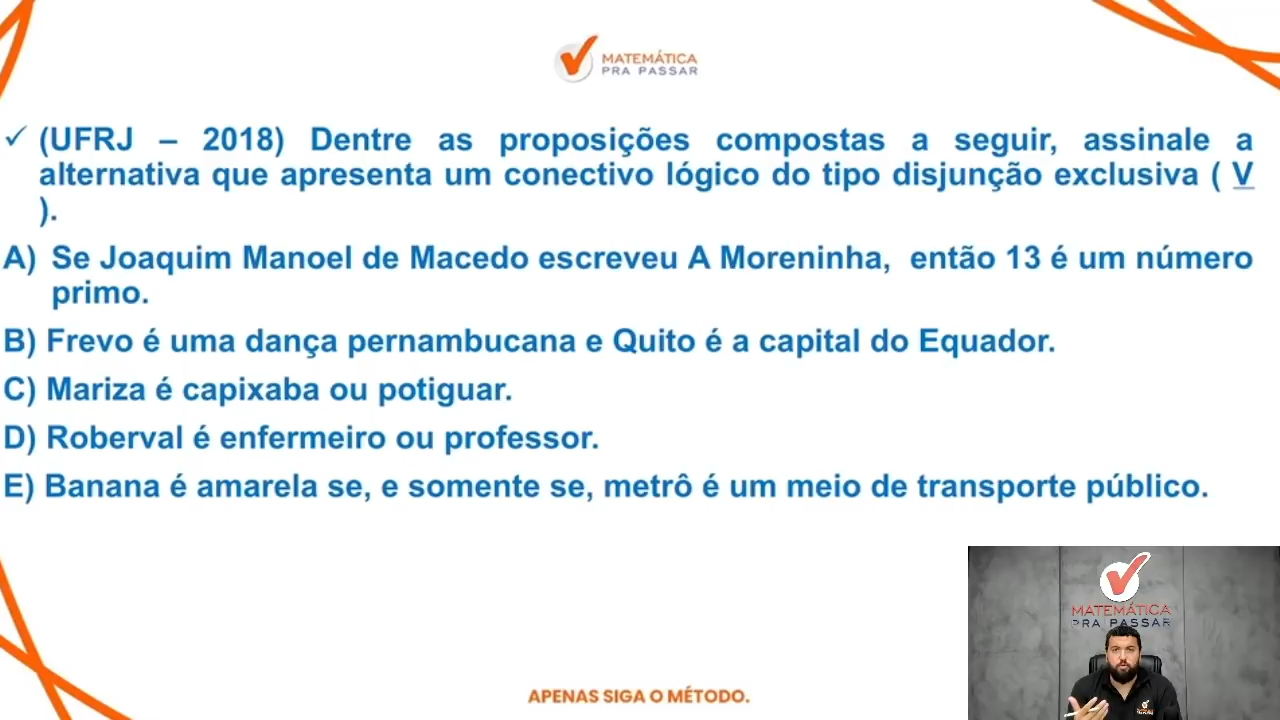 MATEMÁTICA
PRA PASSAR
✓ (UFRJ – 2018) Dentre as proposições compostas a seguir, assinale a
alternativa que apresenta um conectivo lógico do tipo disjunção exclusiva ( V
).
A) Se Joaquim Manoel de Macedo escreveu A Moreninha, então 13 é um número
primo.
B) Frevo é uma dança pernambucana e Quito é a capital do Equador.
C) Mariza é capixaba ou potiguar.
D) Roberval é enfermeiro ou professor.
E) Banana é amarela se, e somente se, metrô é um meio de transporte público.
MATEMÁTICA
PRA PASSAR
APENAS SIGA O MÉTODO.